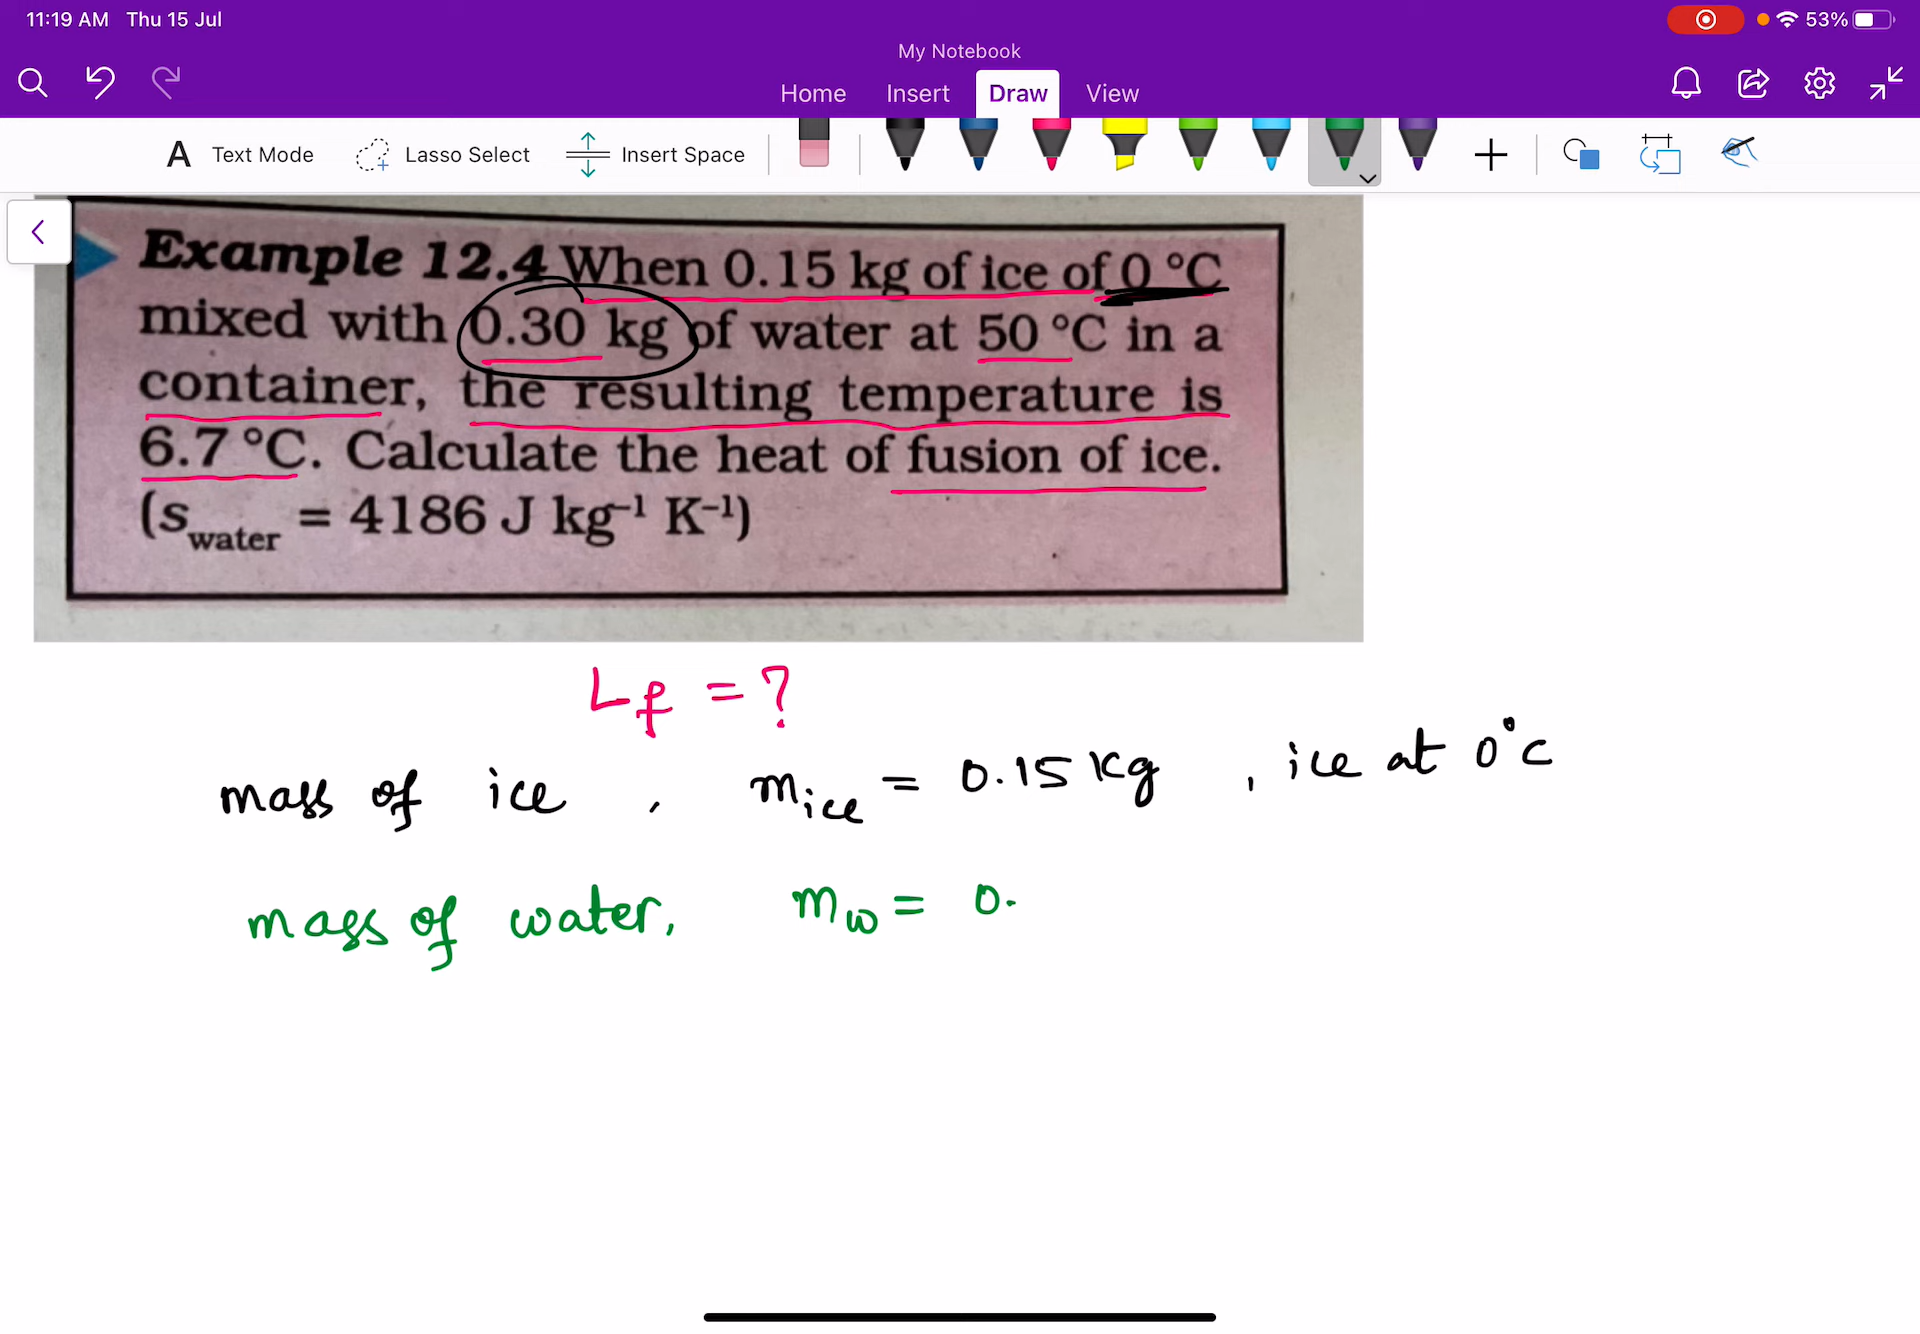 11:19 AM Thu 15 Jul
53%
My Notebook
Home Insert Draw View
A Text Mode Lasso Select Insert Space
Example 12.4 When 0.15 kg of ice of 0 °C
mixed with 0.30 kg of water at 50 °C in a
container, the resulting temperature is
6.7 °C. Calculate the heat of fusion of ice.
(s_water = 4186 J kg⁻¹ K⁻¹)
Lf = ?
mass of ice, m_ice = 0.15 kg, ice at 0°c
mass of water, m_w = 0.